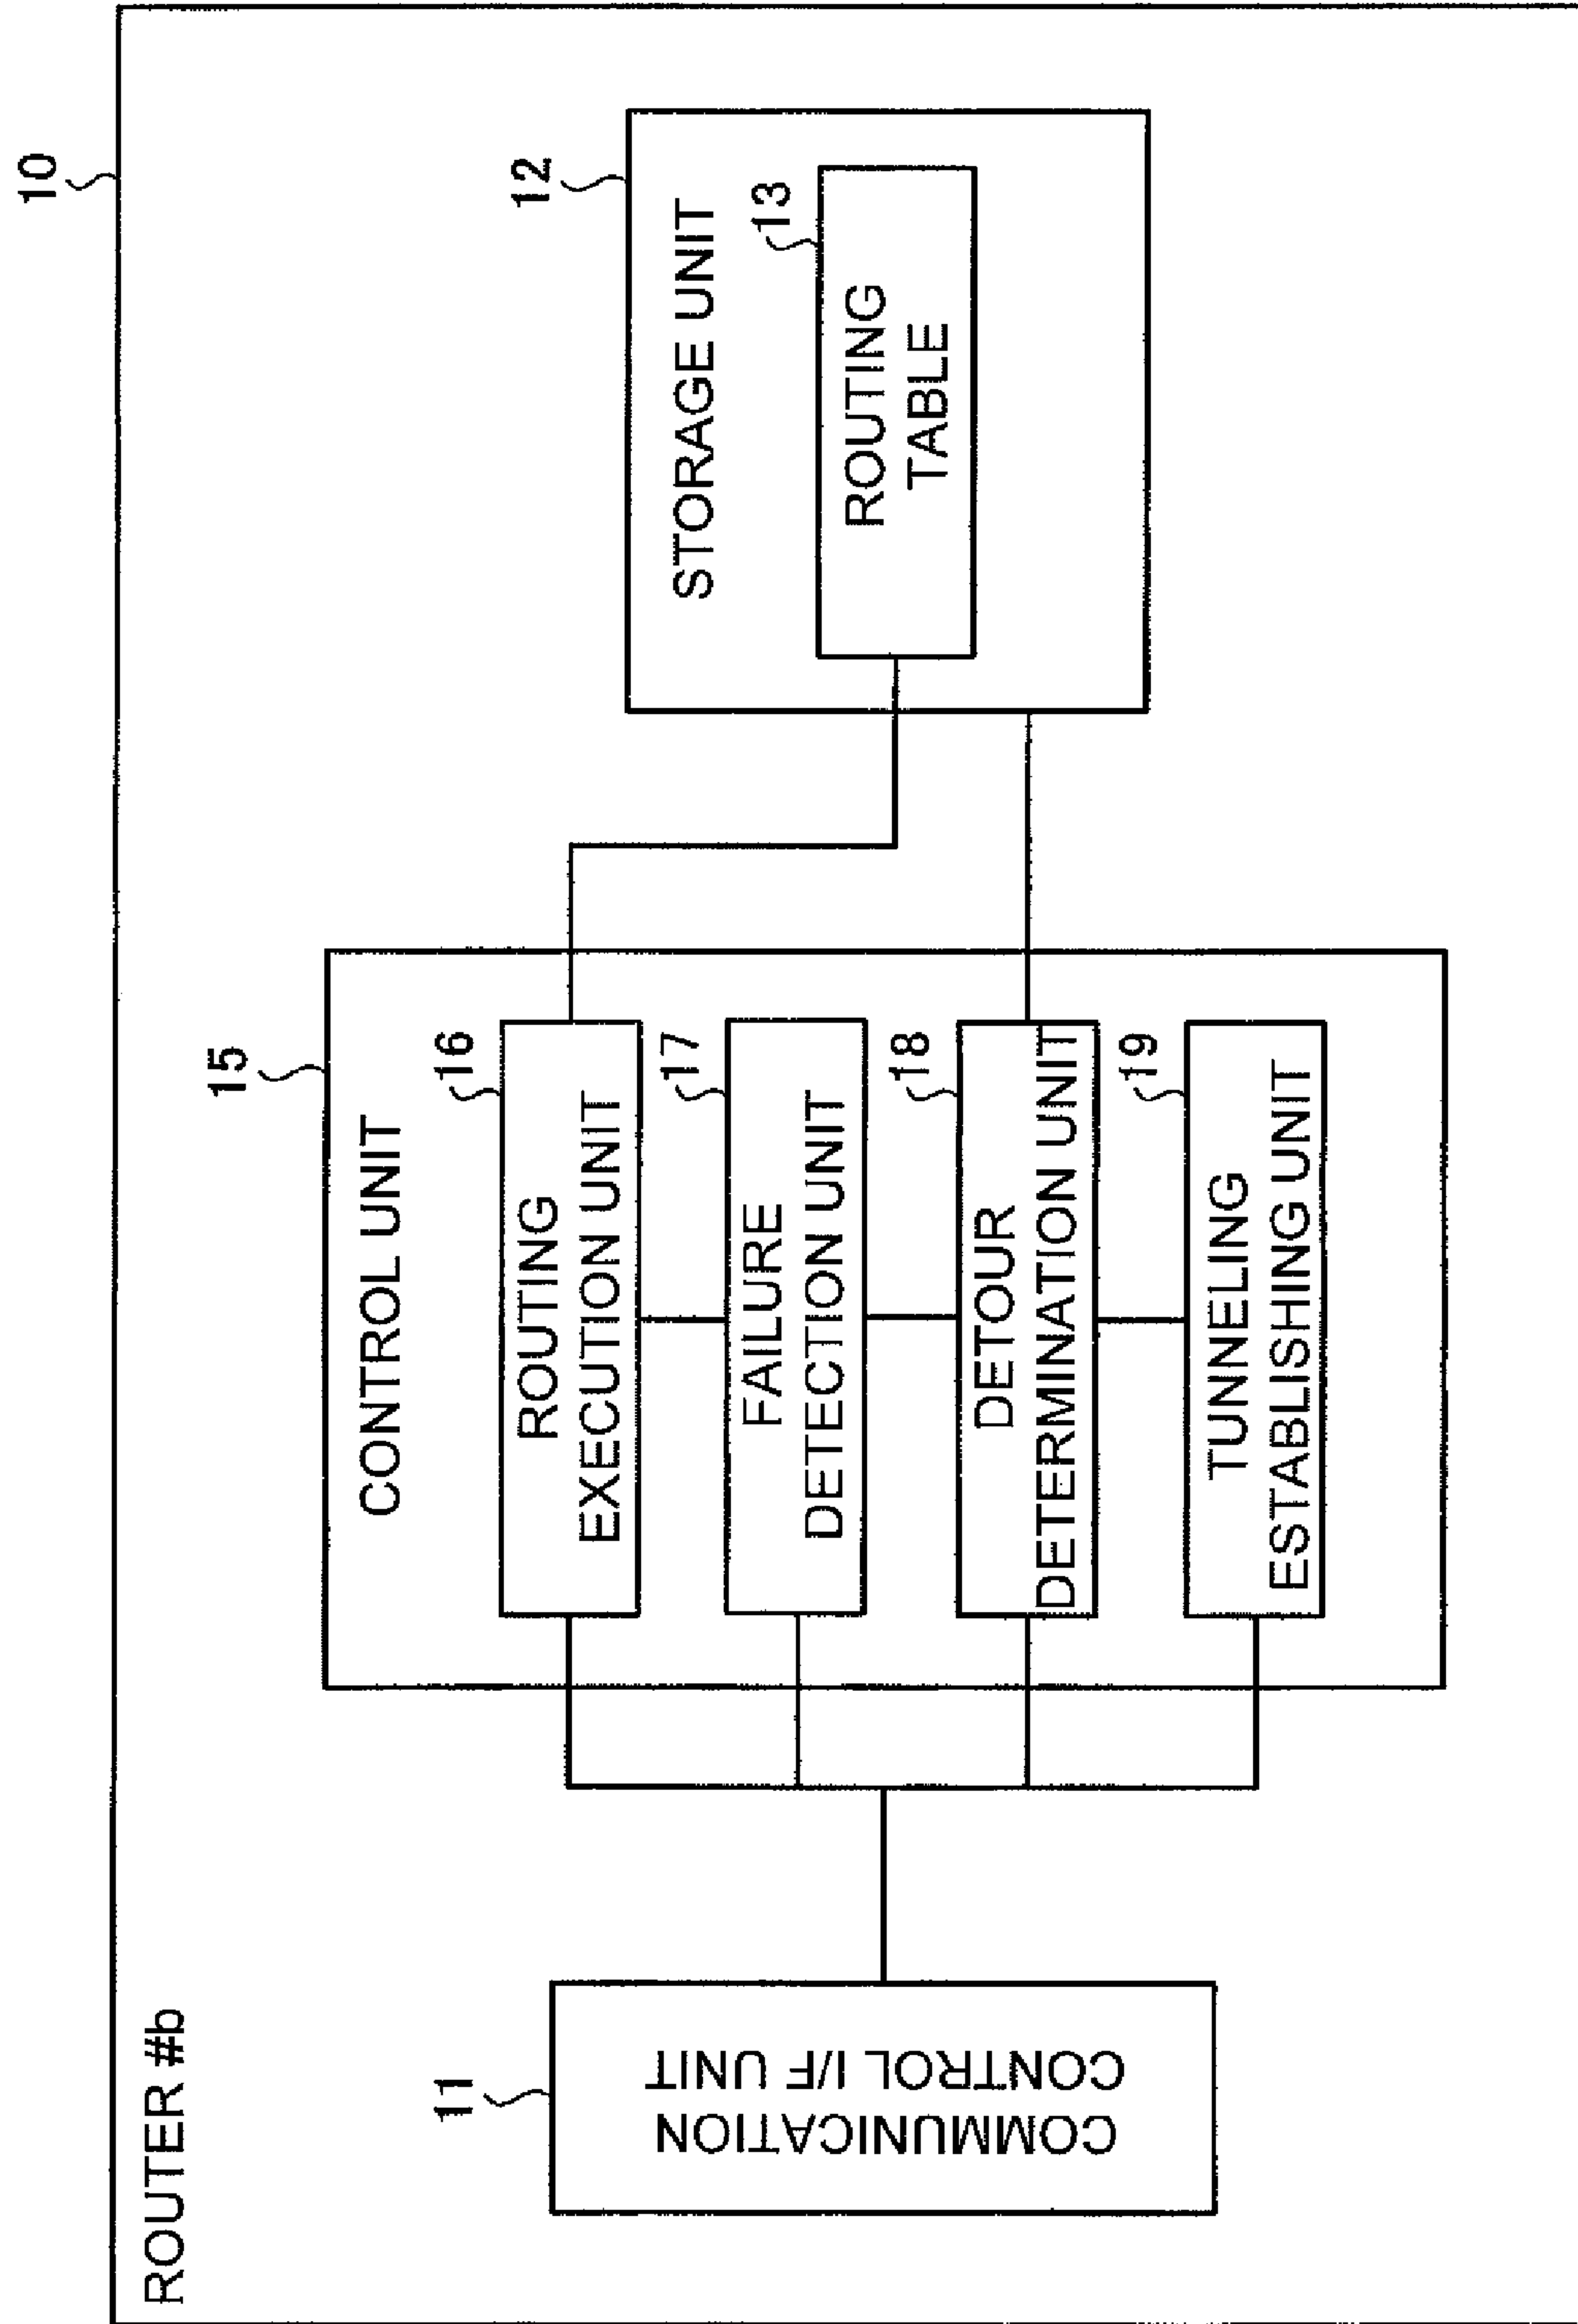 ROUTER #b
10
11
COMMUNICATION
CONTROL I/F UNIT
15
CONTROL UNIT
16
ROUTING
EXECUTION UNIT
17
FAILURE
DETECTION UNIT
18
DETOUR
DETERMINATION UNIT
19
TUNNELING
ESTABLISHING UNIT
12
STORAGE UNIT
13
ROUTING
TABLE